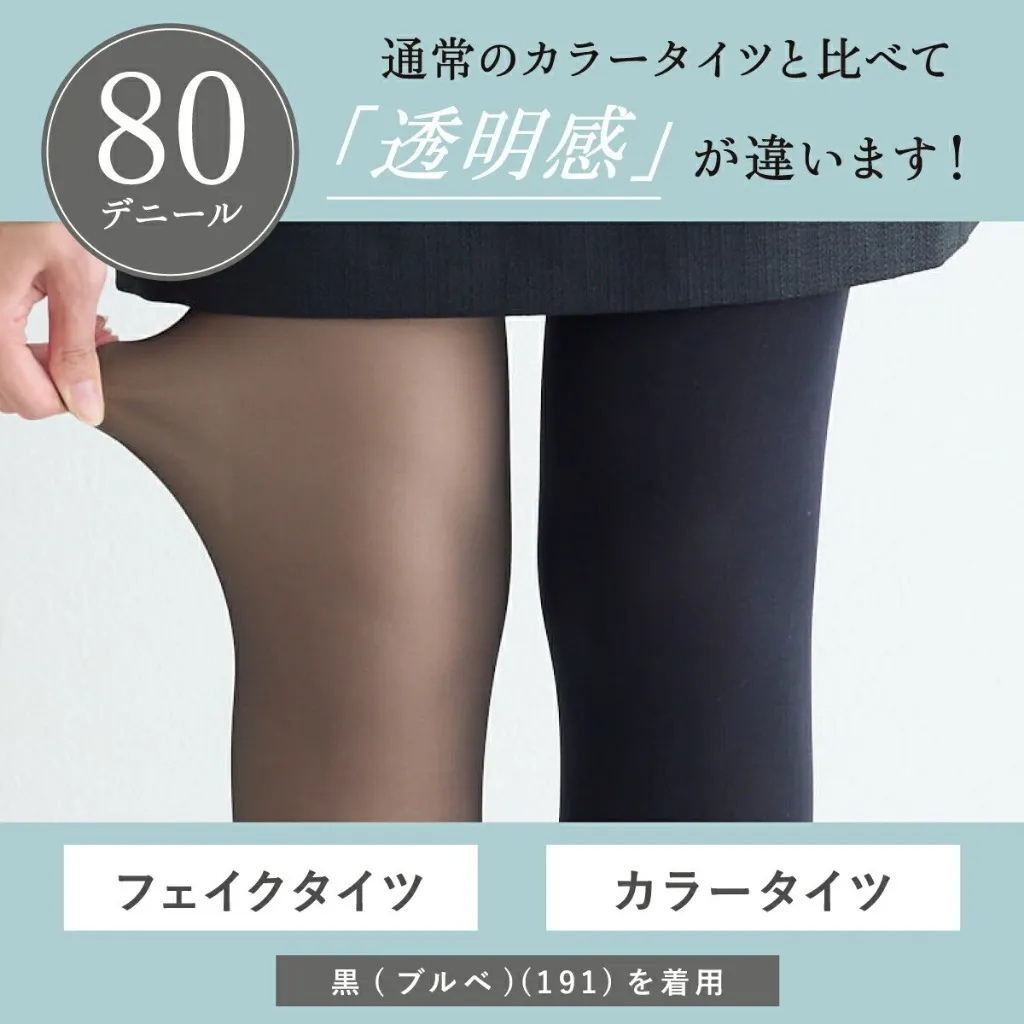 80
デニール
通常のカラータイツと比べて
「透明感」が違います!
フェイクタイツ
カラータイツ
黒(ブルベ)(191)を着用